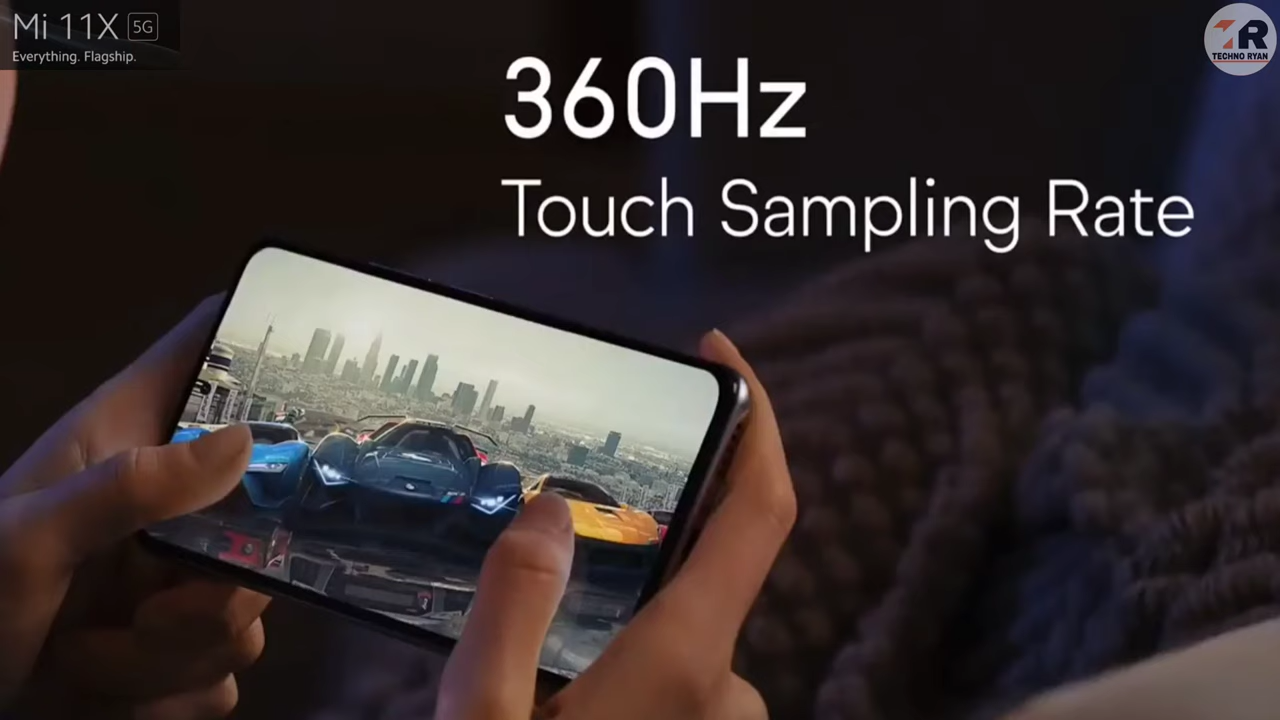 Mi 11X 5G
Everything. Flagship.
TR
TECHNO RYAN
360Hz
Touch Sampling Rate